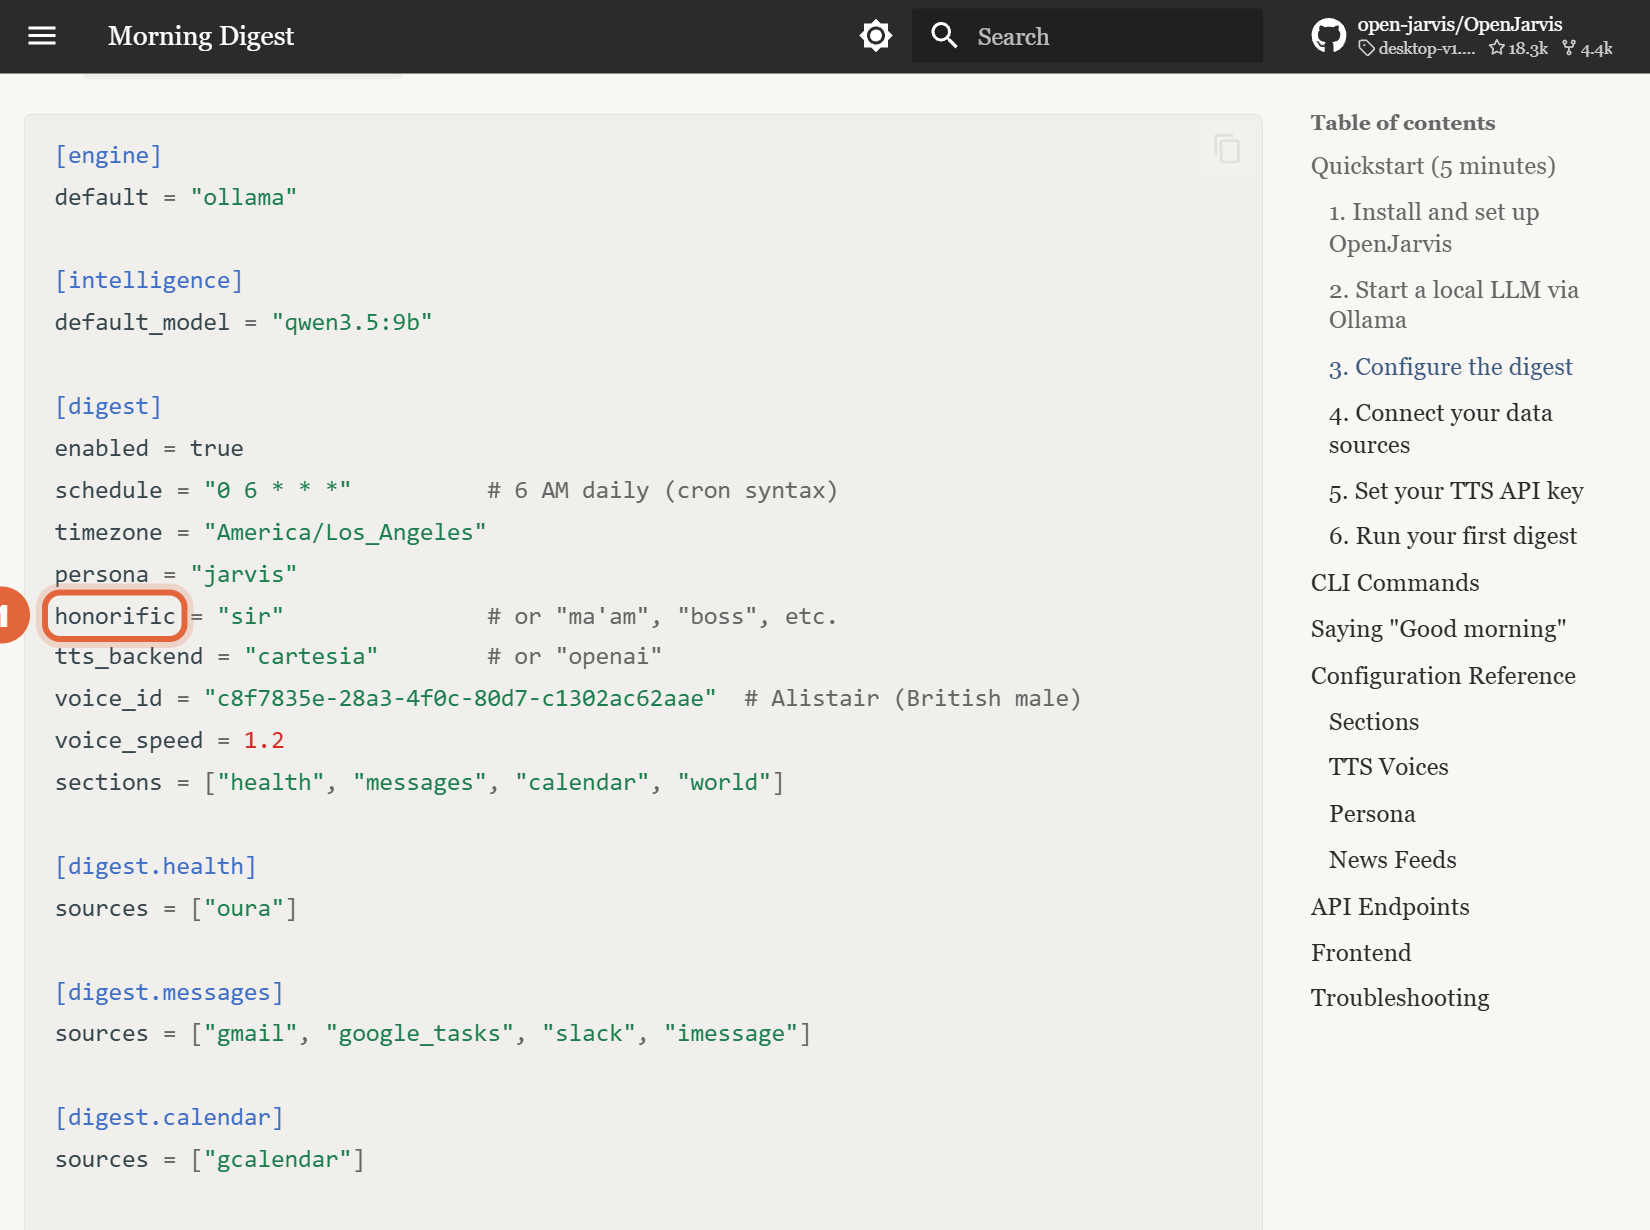 Morning Digest
Search
open-jarvis/OpenJarvis
desktop-v1.... 18.3k 4.4k
[engine]
default = "ollama"
[intelligence]
default_model = "qwen3.5:9b"
[digest]
enabled = true
schedule = "0 6 * * *"          # 6 AM daily (cron syntax)
timezone = "America/Los_Angeles"
persona = "jarvis"
honorific = "sir"               # or "ma'am", "boss", etc.
tts_backend = "cartesia"        # or "openai"
voice_id = "c8f7835e-28a3-4f0c-80d7-c1302ac62aae"  # Alistair (British male)
voice_speed = 1.2
sections = ["health", "messages", "calendar", "world"]
[digest.health]
sources = ["oura"]
[digest.messages]
sources = ["gmail", "google_tasks", "slack", "imessage"]
[digest.calendar]
sources = ["gcalendar"]
Table of contents
Quickstart (5 minutes)
1. Install and set up
OpenJarvis
2. Start a local LLM via
Ollama
3. Configure the digest
4. Connect your data
sources
5. Set your TTS API key
6. Run your first digest
CLI Commands
Saying "Good morning"
Configuration Reference
Sections
TTS Voices
Persona
News Feeds
API Endpoints
Frontend
Troubleshooting